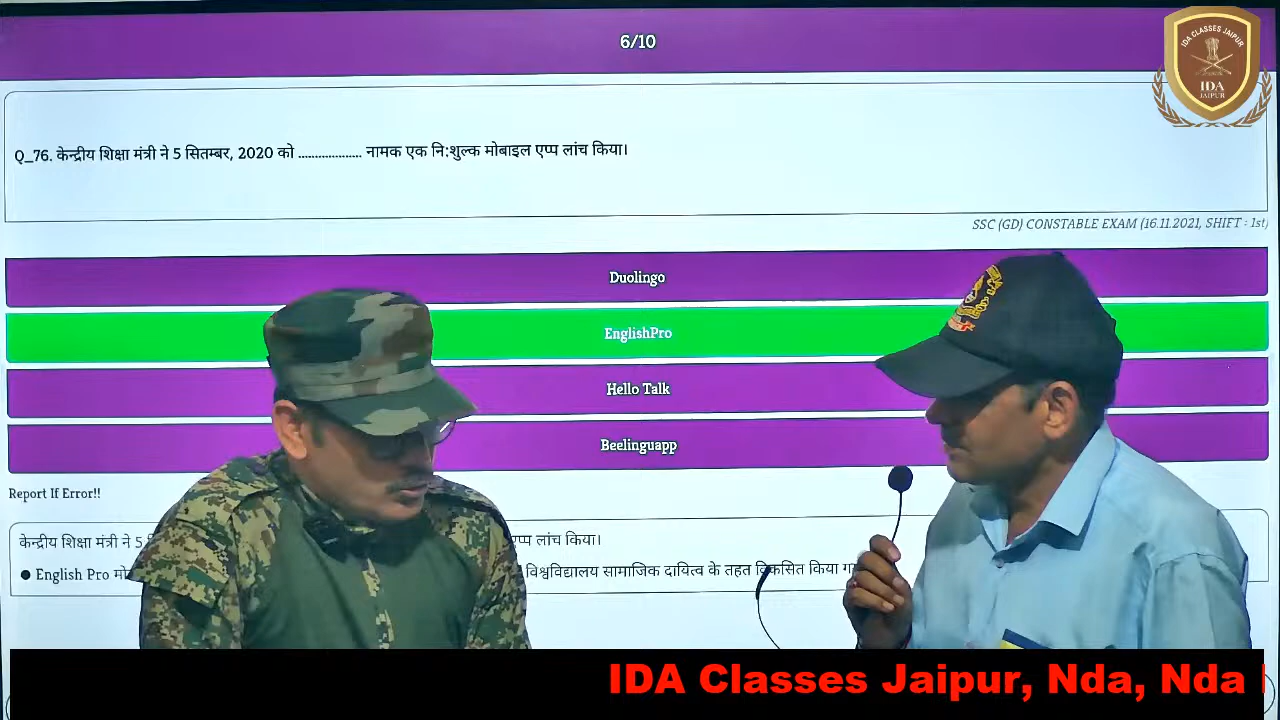 6/10
IDA CLASSES JAIPUR
IDA
JAIPUR
Q_76. केन्द्रीय शिक्षा मंत्री ने 5 सितम्बर, 2020 को ................... नामक एक नि:शुल्क मोबाइल एप्प लांच किया।
SSC (GD) CONSTABLE EXAM (16.11.2021, SHIFT : 1st)
Duolingo
EnglishPro
Hello Talk
Beelinguapp
Report If Error!!
केन्द्रीय शिक्षा मंत्री ने 5 एप्प लांच किया।
● English Pro विश्वविद्यालय सामाजिक दायित्व के तहत विकसित किया
IDA Classes Jaipur, Nda, Nda